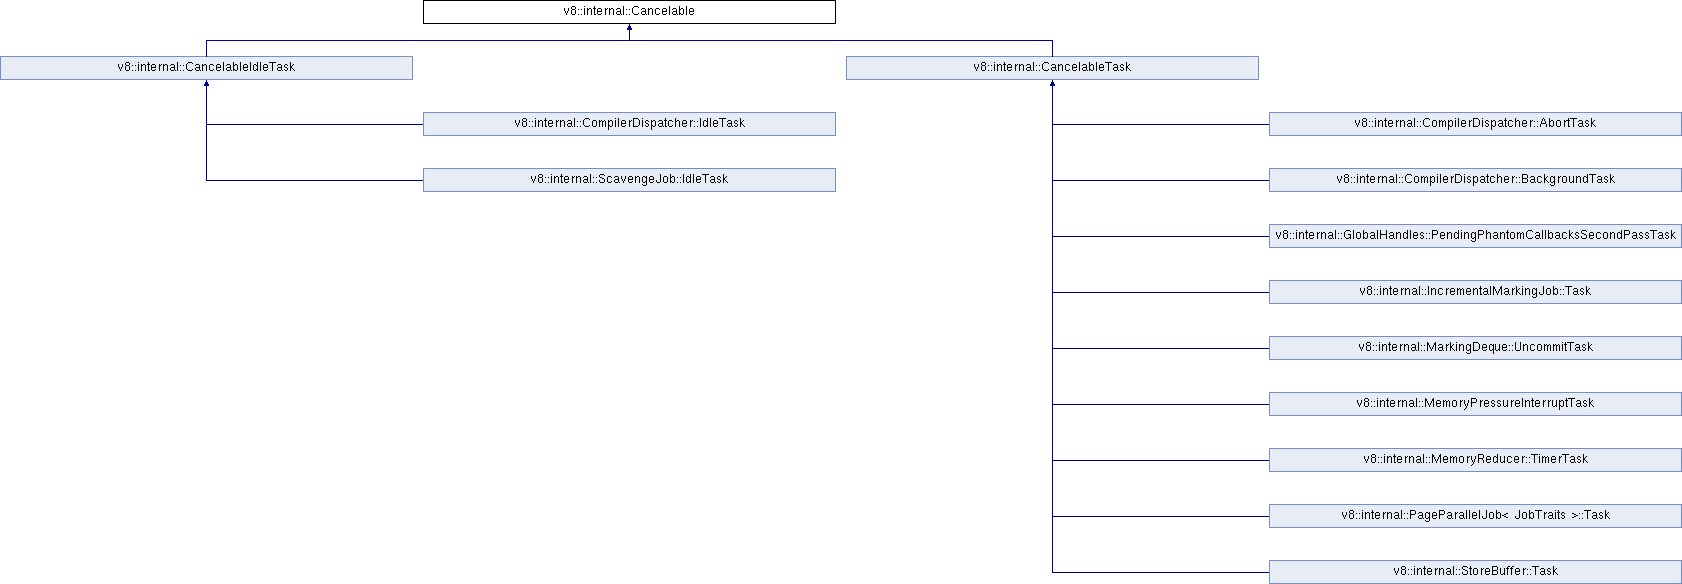 v8::internal::Cancelable
v8::internal::CancelableIdleTask
v8::internal::CancelableTask
v8::internal::CompilerDispatcher::IdleTask
v8::internal::CompilerDispatcher::AbortTask
v8::internal::ScavengeJob::IdleTask
v8::internal::CompilerDispatcher::BackgroundTask
v8::internal::GlobalHandles::PendingPhantomCallbacksSecondPassTask
v8::internal::IncrementalMarkingJob::Task
v8::internal::MarkingDeque::UncommitTask
v8::internal::MemoryPressureInterruptTask
v8::internal::MemoryReducer::TimerTask
v8::internal::PageParallelJob< JobTraits >::Task
v8::internal::StoreBuffer::Task